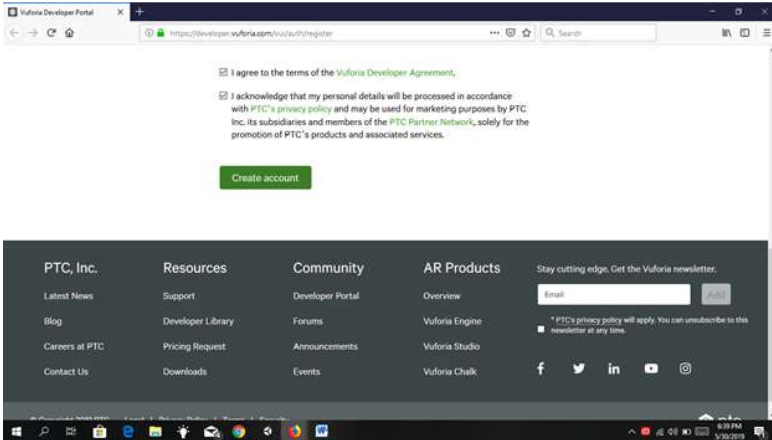 Vuforia Developer Portal
https://developer.vuforia.com/vui/auth/register
Search
I agree to the terms of the Vuforia Developer Agreement.
I acknowledge that my personal details will be processed in accordance
with PTC's privacy policy and may be used for marketing purposes by PTC
Inc. its subsidiaries and members of the PTC Partner Network, solely for the
promotion of PTC's products and associated services.
Create account
PTC, Inc. Resources Community AR Products
Stay cutting edge. Get the Vuforia newsletter.
Latest News Support Developer Portal Overview
Email Add
Blog Developer Library Forums Vuforia Engine
* PTC's privacy policy will apply. You can unsubscribe to this
newsletter at any time.
Careers at PTC Pricing Request Announcements Vuforia Studio
Contact Us Downloads Events Vuforia Chalk
6:39 PM
5/30/2019